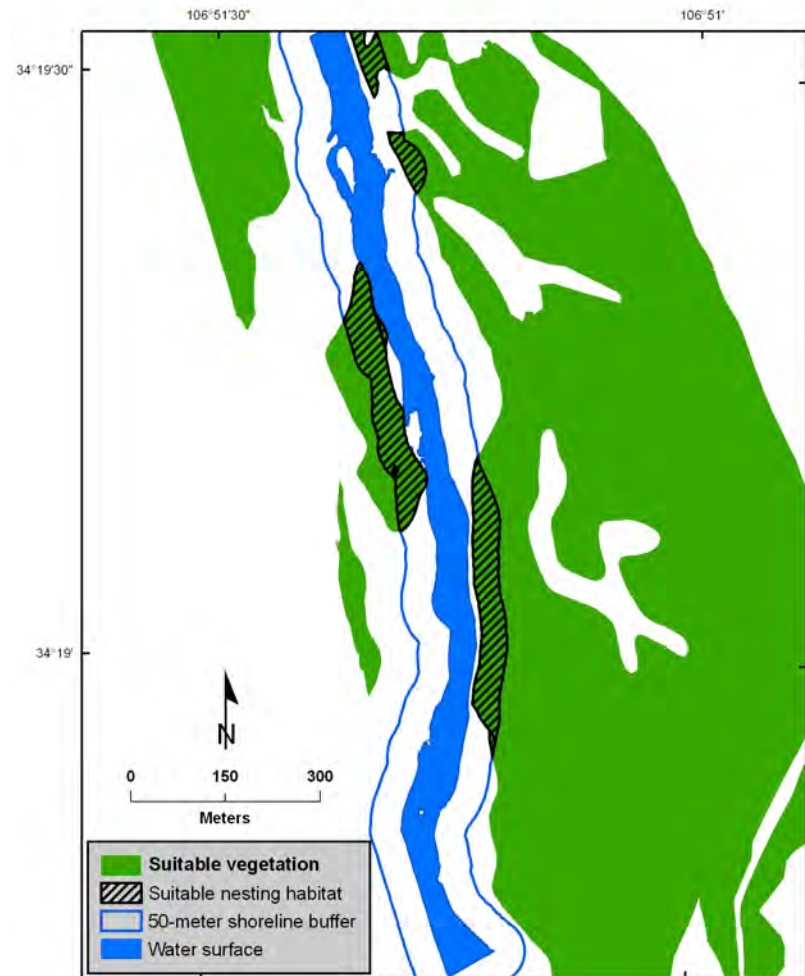 106°51'30"
106°51'
34°19'30"
34°19'
N
0 150 300
Meters
Suitable vegetation
Suitable nesting habitat
50-meter shoreline buffer
Water surface